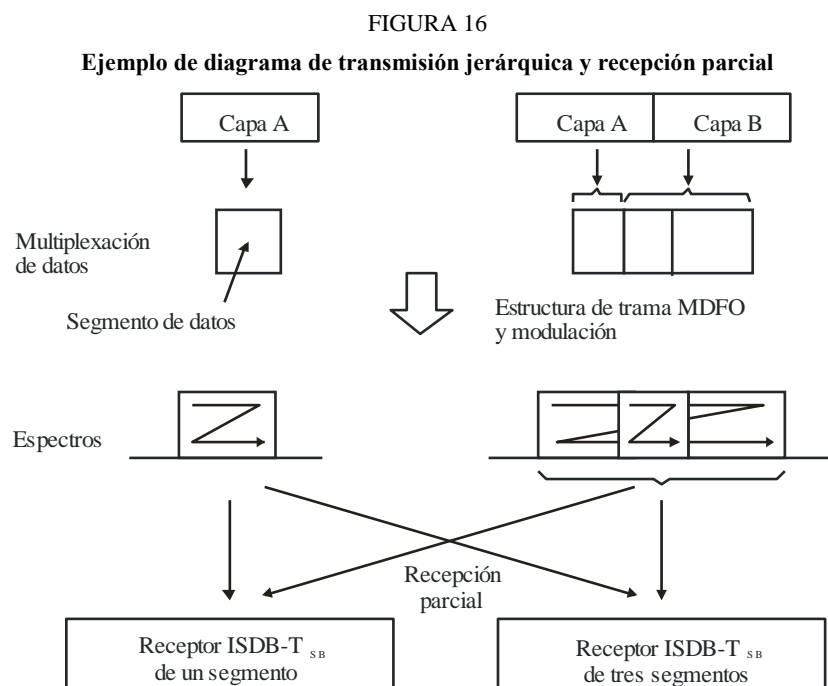 FIGURA 16
Ejemplo de diagrama de transmisión jerárquica y recepción parcial
Capa A
Capa A
Capa B
Multiplexación
de datos
Segmento de datos
Estructura de trama MDFO
y modulación
Espectros
Recepción
parcial
Receptor ISDB-T SB
de un segmento
Receptor ISDB-T SB
de tres segmentos